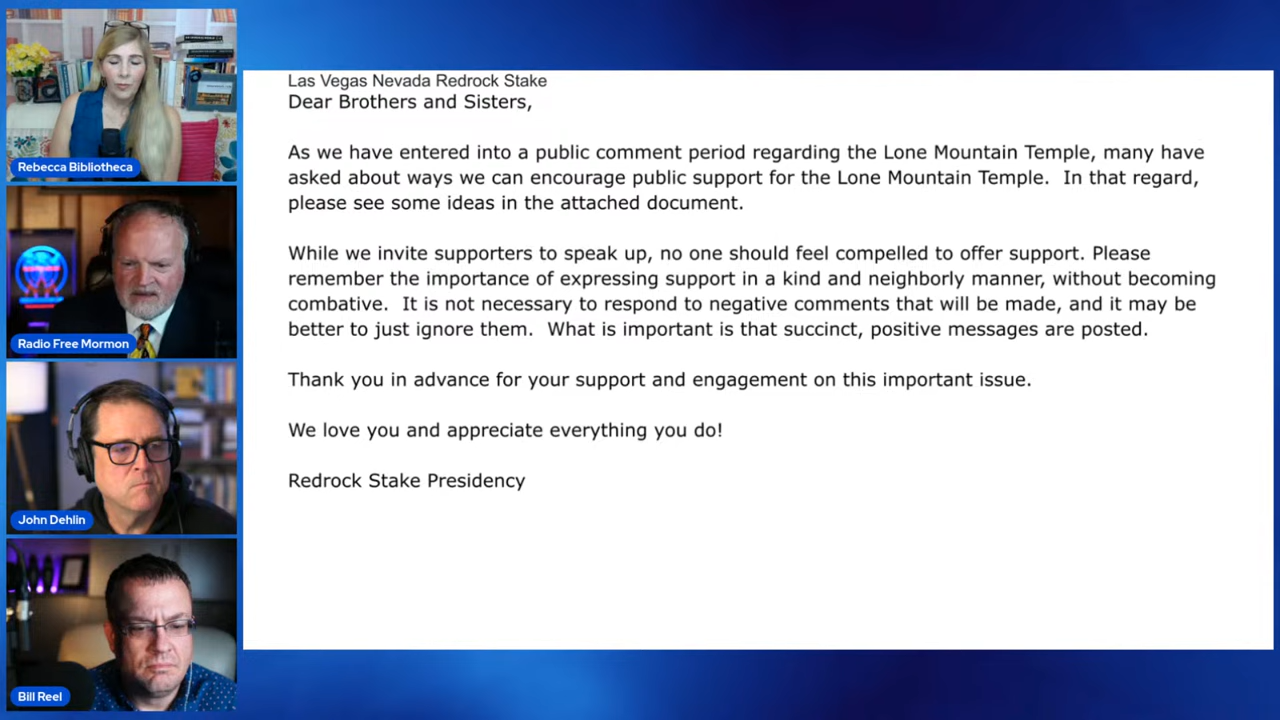 Rebecca Bibliotheca
Radio Free Mormon
John Dehlin
Bill Reel
Las Vegas Nevada Redrock Stake
Dear Brothers and Sisters,
As we have entered into a public comment period regarding the Lone Mountain Temple, many have
asked about ways we can encourage public support for the Lone Mountain Temple.  In that regard,
please see some ideas in the attached document.
While we invite supporters to speak up, no one should feel compelled to offer support. Please
remember the importance of expressing support in a kind and neighborly manner, without becoming
combative.  It is not necessary to respond to negative comments that will be made, and it may be
better to just ignore them.  What is important is that succinct, positive messages are posted.
Thank you in advance for your support and engagement on this important issue.
We love you and appreciate everything you do!
Redrock Stake Presidency